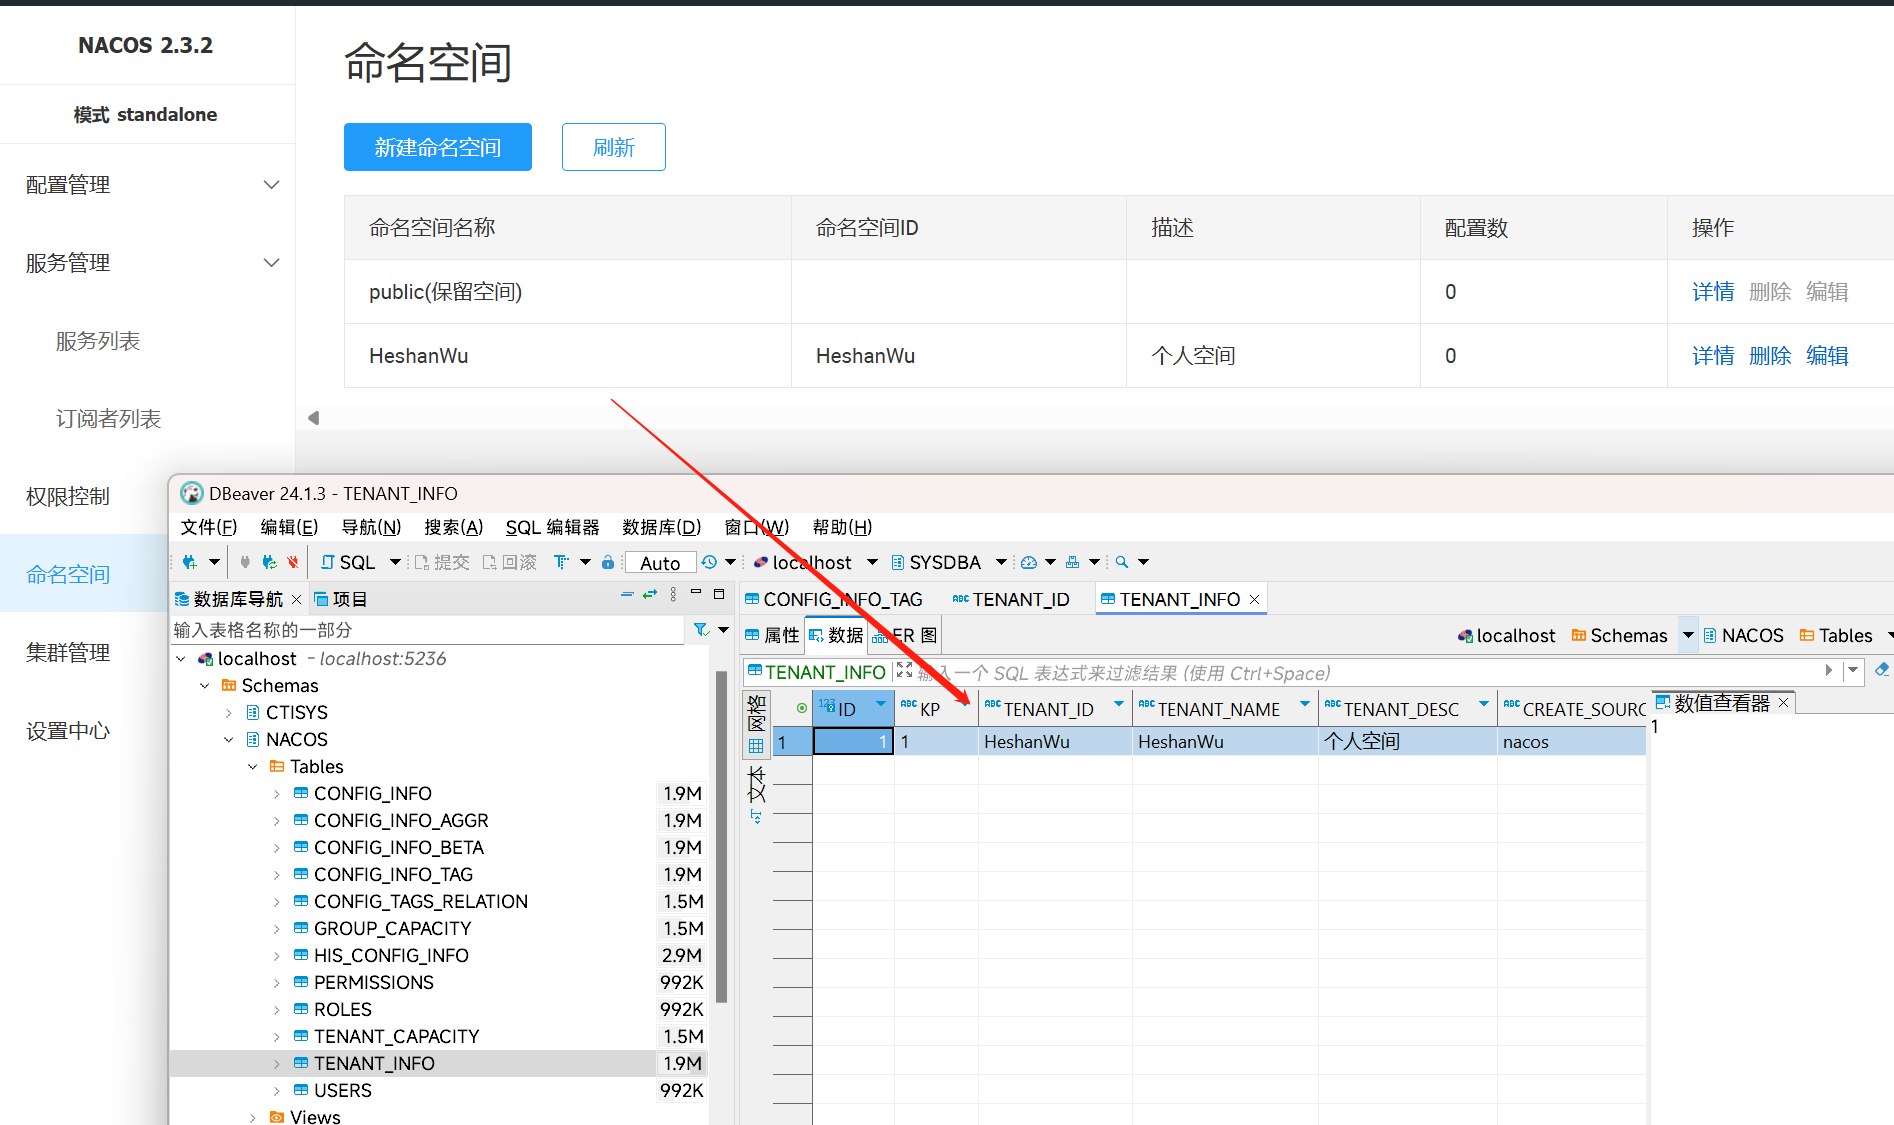 NACOS 2.3.2
模式 standalone
配置管理
服务管理
服务列表
订阅者列表
权限控制
命名空间
集群管理
设置中心
命名空间
新建命名空间 刷新
命名空间名称 命名空间ID 描述 配置数 操作
public(保留空间) 0 详情 删除 编辑
HeshanWu HeshanWu 个人空间 0 详情 删除 编辑
DBeaver 24.1.3 - TENANT_INFO
文件(F) 编辑(E) 导航(N) 搜索(A) SQL 编辑器 数据库(D) 窗口(W) 帮助(H)
SQL 提交 回滚 Auto localhost SYSDBA
数据库导航 项目
输入表格名称的一部分
localhost - localhost:5236
Schemas
CTISYS
NACOS
Tables
CONFIG_INFO 1.9M
CONFIG_INFO_AGGR 1.9M
CONFIG_INFO_BETA 1.9M
CONFIG_INFO_TAG 1.9M
CONFIG_TAGS_RELATION 1.5M
GROUP_CAPACITY 1.5M
HIS_CONFIG_INFO 2.9M
PERMISSIONS 992K
ROLES 992K
TENANT_CAPACITY 1.5M
TENANT_INFO 1.9M
USERS 992K
Views
CONFIG_INFO_TAG ABC TENANT_ID TENANT_INFO
属性 数据 ER 图 localhost Schemas NACOS Tables
TENANT_INFO 输入一个 SQL 表达式来过滤结果 (使用 Ctrl+Space)
网格
文本
123 ID ABC KP ABC TENANT_ID ABC TENANT_NAME ABC TENANT_DESC ABC CREATE_SOURC
1 1 1 HeshanWu HeshanWu 个人空间 nacos
数值查看器
1